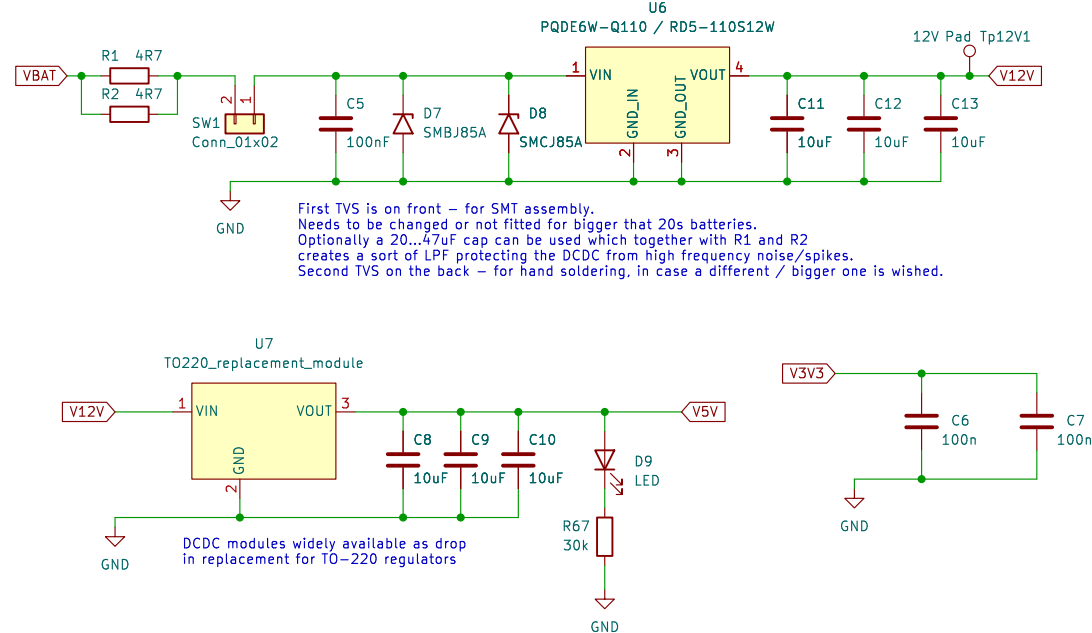 U6
PQDE6W-Q110 / RD5-110S12W
12V Pad Tp12V1
R1 4R7
VBAT
R2 4R7
2
1
SW1
Conn_01x02
C5
100nF
D7
SMBJ85A
D8
SMCJ85A
1
VIN
VOUT
4
GND_IN
GND_OUT
2
3
V12V
C11
10uF
C12
10uF
C13
10uF
GND
First TVS is on front - for SMT assembly.
Needs to be changed or not fitted for bigger that 20s batteries.
Optionally a 20...47uF cap can be used which together with R1 and R2
creates a sort of LPF protecting the DCDC from high frequency noise/spikes.
Second TVS on the back - for hand soldering, in case a different / bigger one is wished.
U7
TO220_replacement_module
V12V
1
VIN
VOUT
3
GND
2
V5V
C8
10uF
C9
10uF
C10
10uF
D9
LED
R67
30k
GND
GND
DCDC modules widely available as drop
in replacement for TO-220 regulators
V3V3
C6
100n
C7
100n
GND